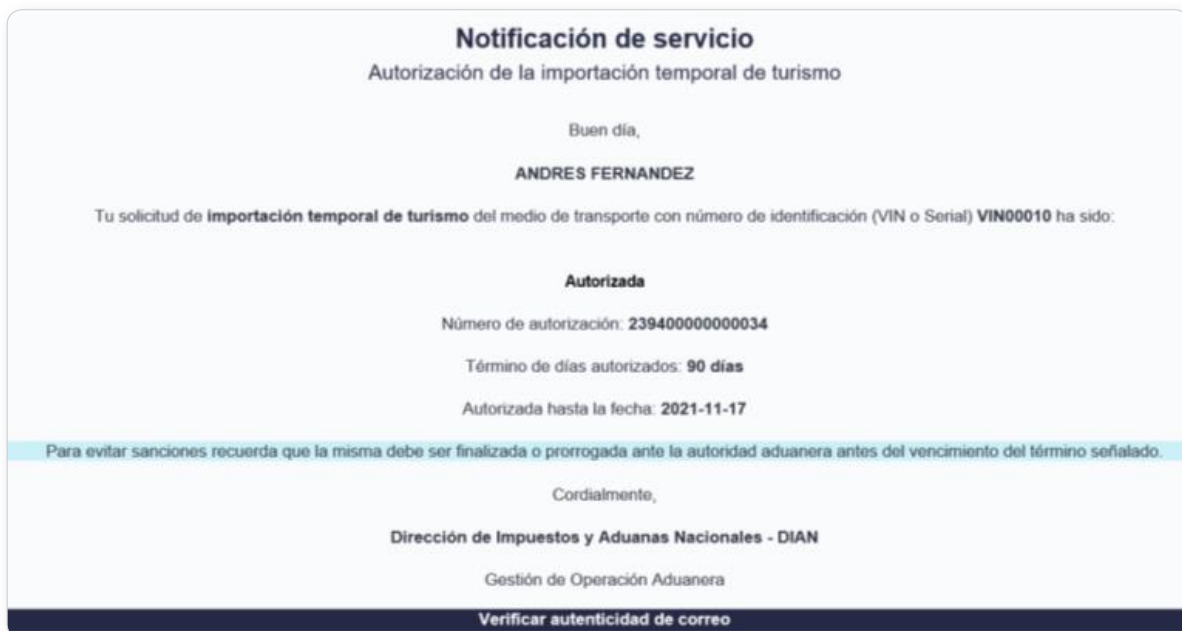 Notificación de servicio
Autorización de la importación temporal de turismo
Buen día,
ANDRES FERNANDEZ
Tu solicitud de importación temporal de turismo del medio de transporte con número de identificación (VIN o Serial) VIN00010 ha sido:
Autorizada
Número de autorización: 239400000000034
Término de días autorizados: 90 días
Autorizada hasta la fecha: 2021-11-17
Para evitar sanciones recuerda que la misma debe ser finalizada o prorrogada ante la autoridad aduanera antes del vencimiento del término señalado.
Cordialmente,
Dirección de Impuestos y Aduanas Nacionales - DIAN
Gestión de Operación Aduanera
Verificar autenticidad de correo